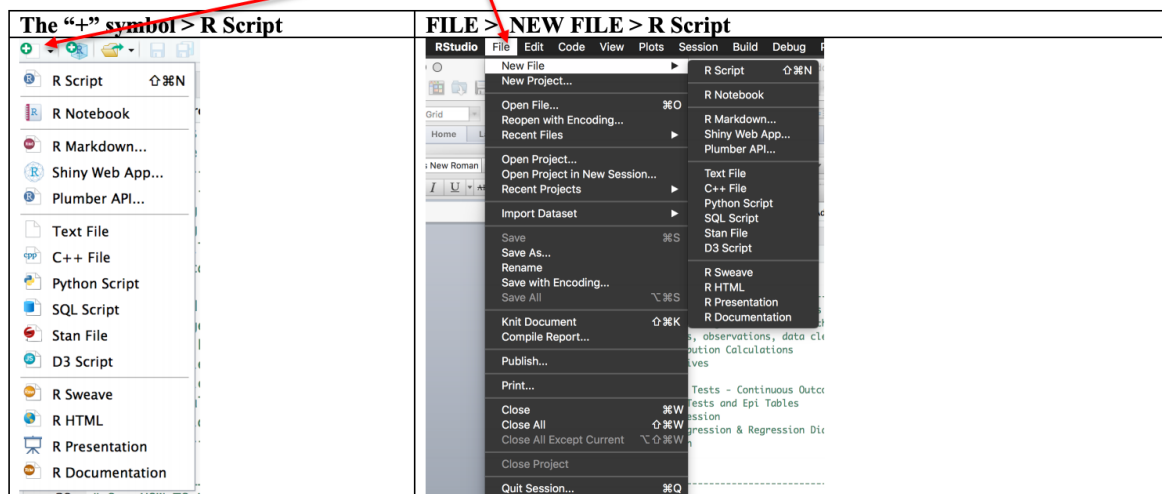 The “+” symbol > R Script
R Script ⇧⌘N
R Notebook
R Markdown...
Shiny Web App...
Plumber API...
Text File
C++ File
Python Script
SQL Script
Stan File
D3 Script
R Sweave
R HTML
R Presentation
R Documentation
FILE > NEW FILE > R Script
RStudio File Edit Code View Plots Session Build Debug
New File
New Project...
Open File... ⌘O
Reopen with Encoding...
Recent Files
Open Project...
Open Project in New Session...
Recent Projects
Import Dataset
Save ⌘S
Save As...
Rename
Save with Encoding...
Save All ⌥⌘S
Knit Document ⇧⌘K
Compile Report...
Publish...
Print...
Close ⌘W
Close All ⇧⌘W
Close All Except Current ⌥⇧⌘W
Close Project
Quit Session... ⌘Q
R Script ⇧⌘N
R Notebook
R Markdown...
Shiny Web App...
Plumber API...
Text File
C++ File
Python Script
SQL Script
Stan File
D3 Script
R Sweave
R HTML
R Presentation
R Documentation
Grid
Home
s New Roman
I U
s, observations, data cle
bution Calculations
ives
Tests - Continuous Outco
Tests and Epi Tables
ession
gression & Regression Dia